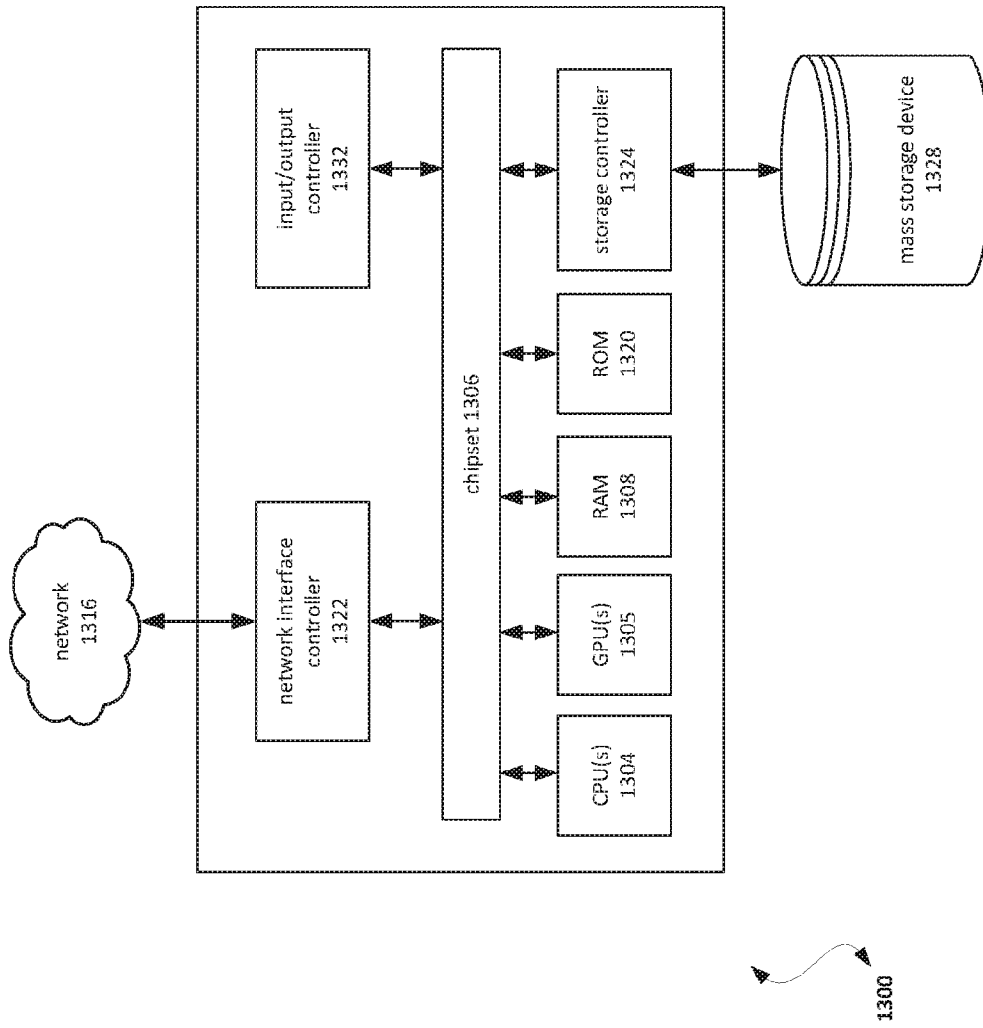 network
1316
network interface
controller
1322
input/output
controller
1332
chipset 1306
CPU(s)
1304
GPU(s)
1305
RAM
1308
ROM
1320
storage controller
1324
mass storage device
1328
1300